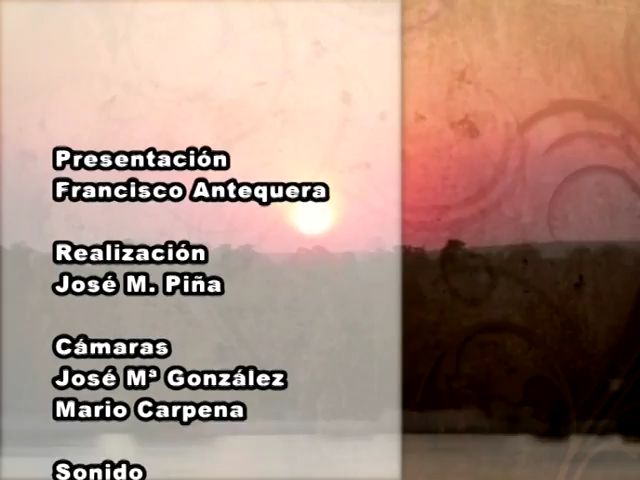 Presentación
Francisco Antequera
Realización
José M. Piña
Cámaras
José Mª González
Mario Carpena
Sonido